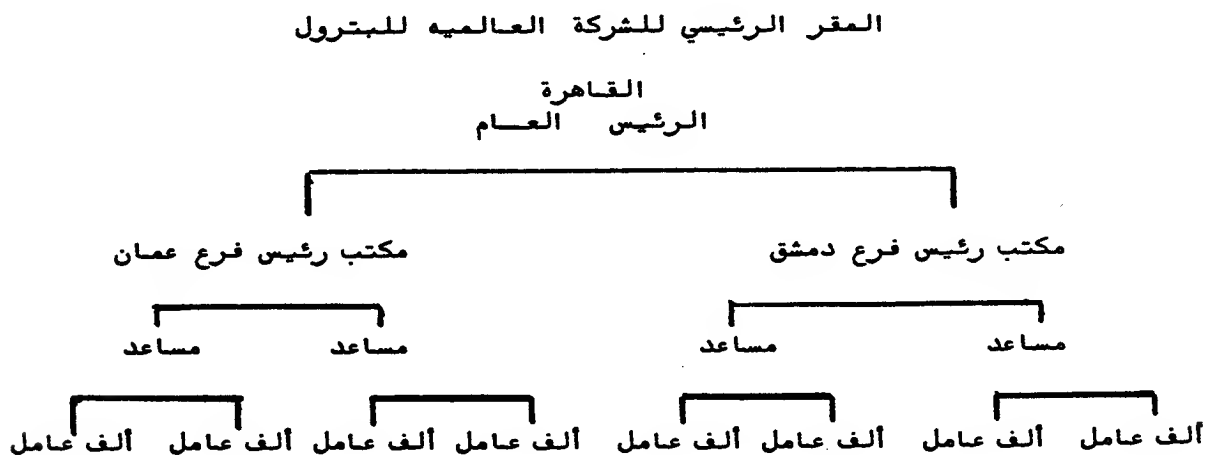 المقر الرئيسي للشركة العالميه للبترول
القاهرة
الرئيس العام
مكتب رئيس فرع دمشق مكتب رئيس فرع عمان
مساعد مساعد مساعد مساعد
ألف عامل ألف عامل ألف عامل ألف عامل ألف عامل ألف عامل ألف عامل ألف عامل